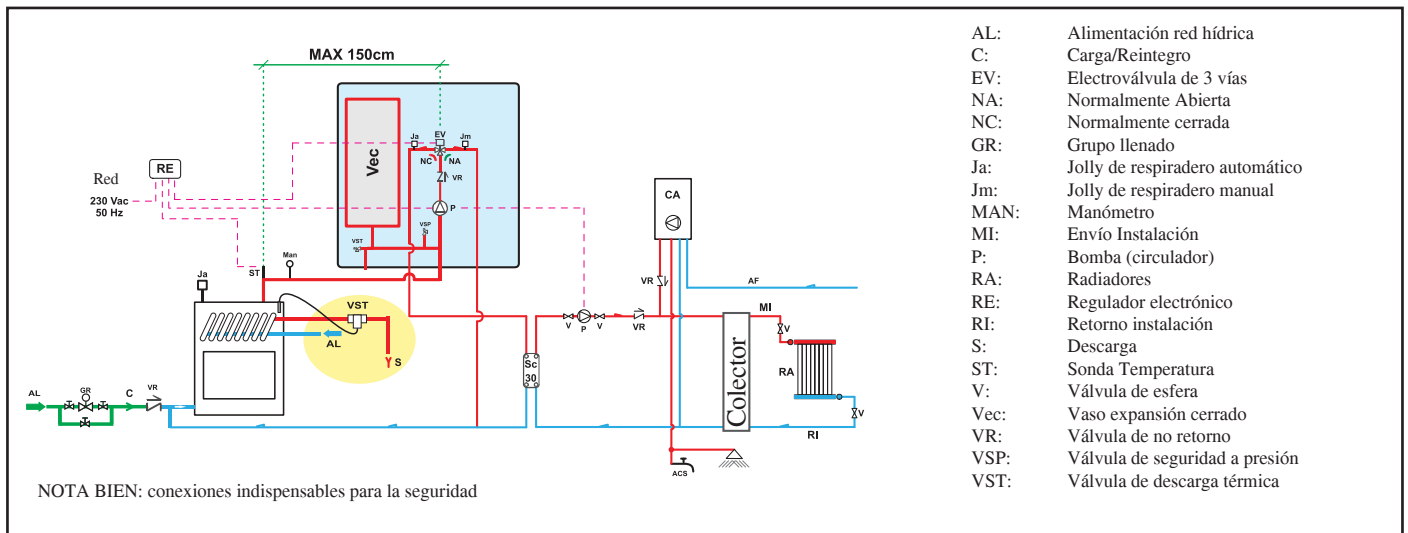 MAX 150cm
Vec
Ja
EV
Jm
NC
NA
VR
P
VSP
VST
RE
Red
230 Vac
50 Hz
ST
Man
Ja
VST
AL
S
AL
GR
C
VR
Sc
30
V
P
V
VR
VR
CA
AF
MI
Colector
V
RA
V
RI
ACS
NOTA BIEN: conexiones indispensables para la seguridad
AL: Alimentación red hídrica
C: Carga/Reintegro
EV: Electroválvula de 3 vías
NA: Normalmente Abierta
NC: Normalmente cerrada
GR: Grupo llenado
Ja: Jolly de respiradero automático
Jm: Jolly de respiradero manual
MAN: Manómetro
MI: Envío Instalación
P: Bomba (circulador)
RA: Radiadores
RE: Regulador electrónico
RI: Retorno instalación
S: Descarga
ST: Sonda Temperatura
V: Válvula de esfera
Vec: Vaso expansión cerrado
VR: Válvula de no retorno
VSP: Válvula de seguridad a presión
VST: Válvula de descarga térmica